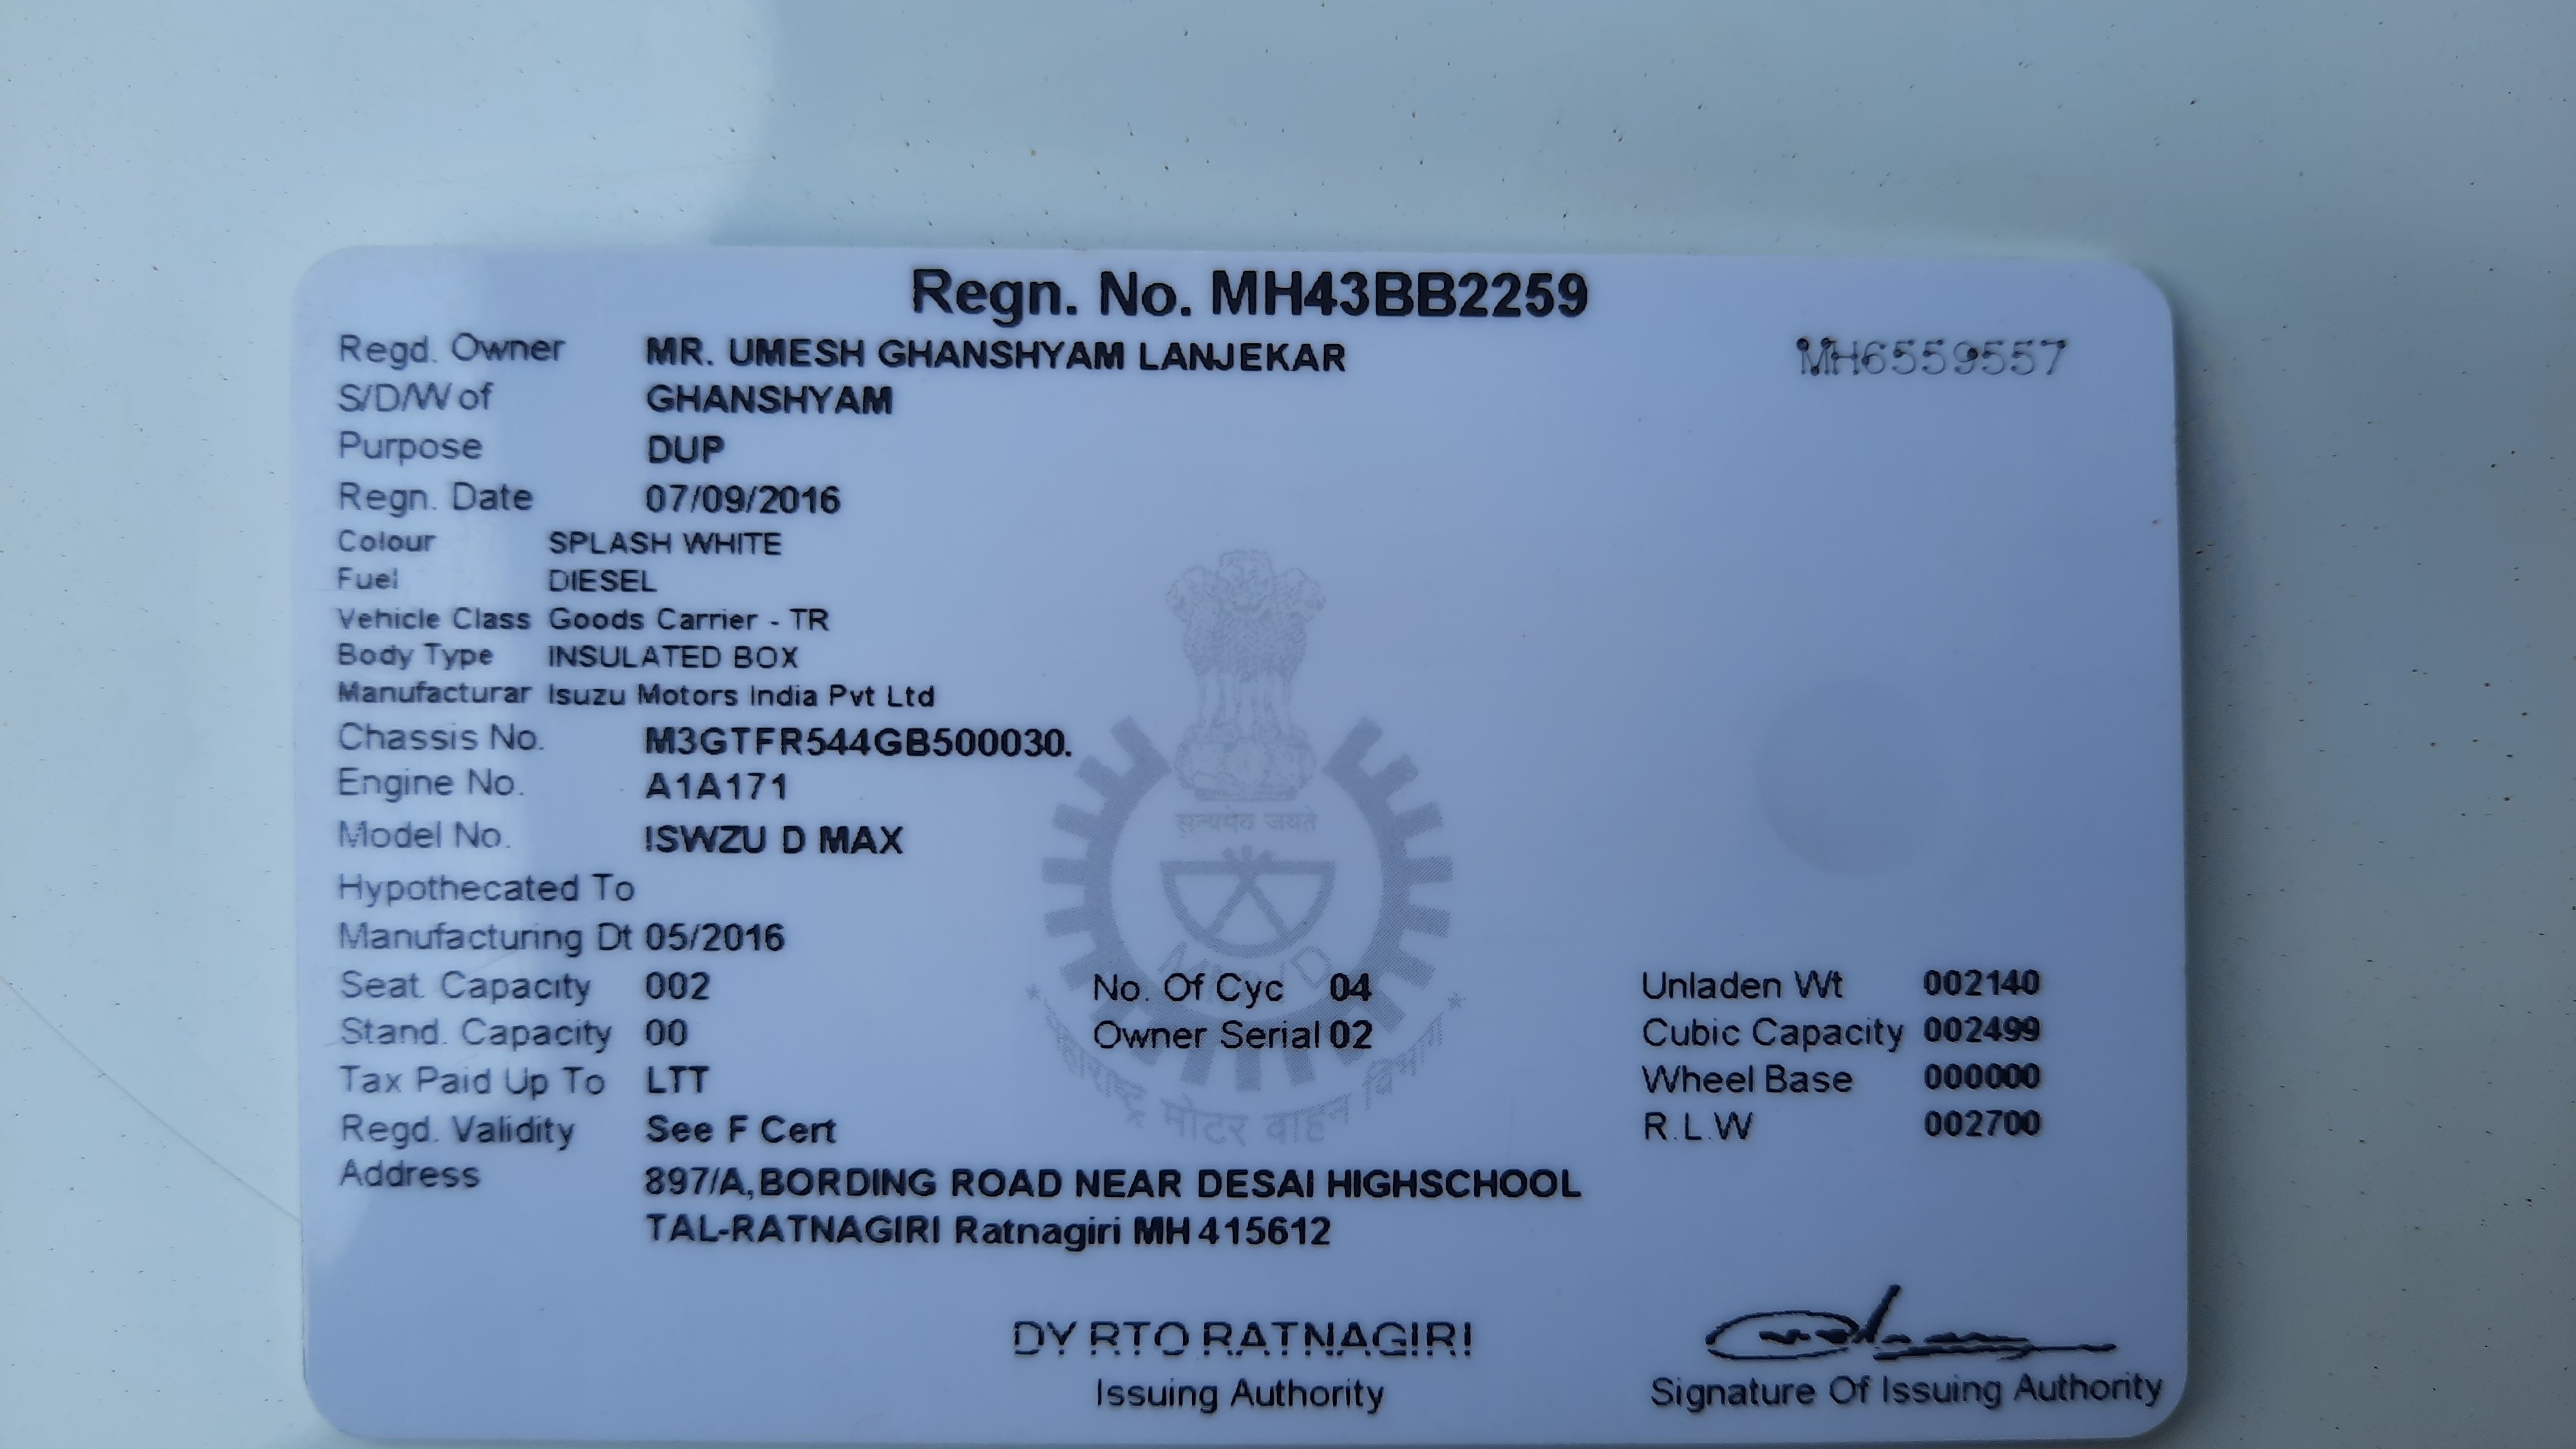 Regn. No. MH43BB2259
Regd. Owner MR. UMESH GHANSHYAM LANJEKAR MH6559557
S/D/W of GHANSHYAM
Purpose DUP
Regn. Date 07/09/2016
Colour SPLASH WHITE
Fuel DIESEL
Vehicle Class Goods Carrier - TR
Body Type INSULATED BOX
Manufacturar Isuzu Motors India Pvt Ltd
Chassis No. M3GTFR544GB500030.
Engine No. A1A171
सत्यमेव जयते
Model No. ISWZU D MAX
Hypothecated To
Manufacturing Dt 05/2016
Seat. Capacity 002 No. Of Cyc 04 Unladen Wt 002140
Stand. Capacity 00 Owner Serial 02 Cubic Capacity 002499
Tax Paid Up To LTT Wheel Base 000000
महाराष्ट्र मोटर वाहन विभाग
Regd. Validity See F Cert R.L.W 002700
Address 897/A,BORDING ROAD NEAR DESAI HIGHSCHOOL
TAL-RATNAGIRI Ratnagiri MH 415612
DY RTO RATNAGIRI
Issuing Authority Signature Of Issuing Authority